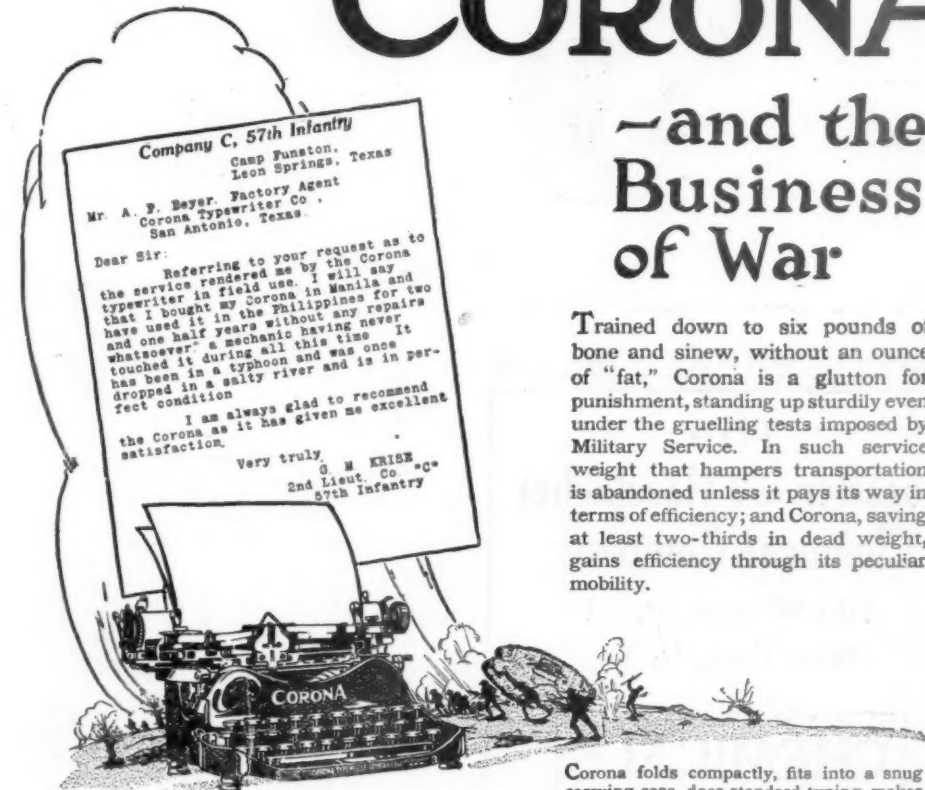 CORONA
Company C, 57th Infantry
Camp Funston,
Leon Springs, Texas
Mr. A. F. Beyer. Factory Agent
Corona Typewriter Co.,
San Antonio, Texas.
Dear Sir:
Referring to your request as to
the service rendered me by the Corona
typewriter in field use. I will say
that I bought my Corona in Manila and
have used it in the Philippines for two
and one half years without any repairs
whatsoever. a mechanic having never
touched it during all this time. It
has been in a typhoon and was once
dropped in a salty river and is in per-
fect condition
I am always glad to recommend
the Corona as it has given me excellent
satisfaction.
Very truly,
G. M KRISE
2nd Lieut. Co. "C"
57th Infantry
CORONA
-and the
Business
of War
Trained down to six pounds of
bone and sinew, without an ounce
of "fat," Corona is a glutton for
punishment, standing up sturdily even
under the gruelling tests imposed by
Military Service. In such service
weight that hampers transportation
is abandoned unless it pays its way in
terms of efficiency; and Corona, saving
at least two-thirds in dead weight,
gains efficiency through its peculiar
mobility.
Corona folds compactly, fits into a snug
carrying case, does standard typing, makes